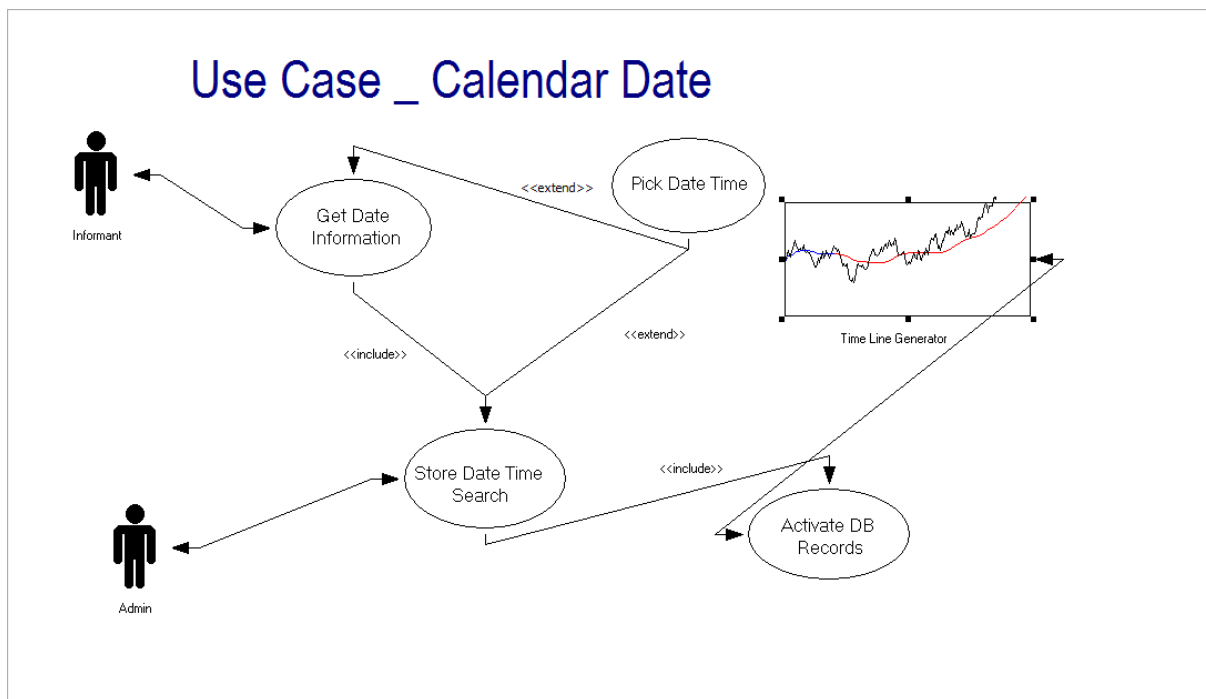 Use Case _ Calendar Date
Informant
Get Date
Information
<<extend>>
Pick Date Time
Time Line Generator
<<include>>
<<extend>>
Store Date Time
Search
<<include>>
Activate DB
Records
Admin